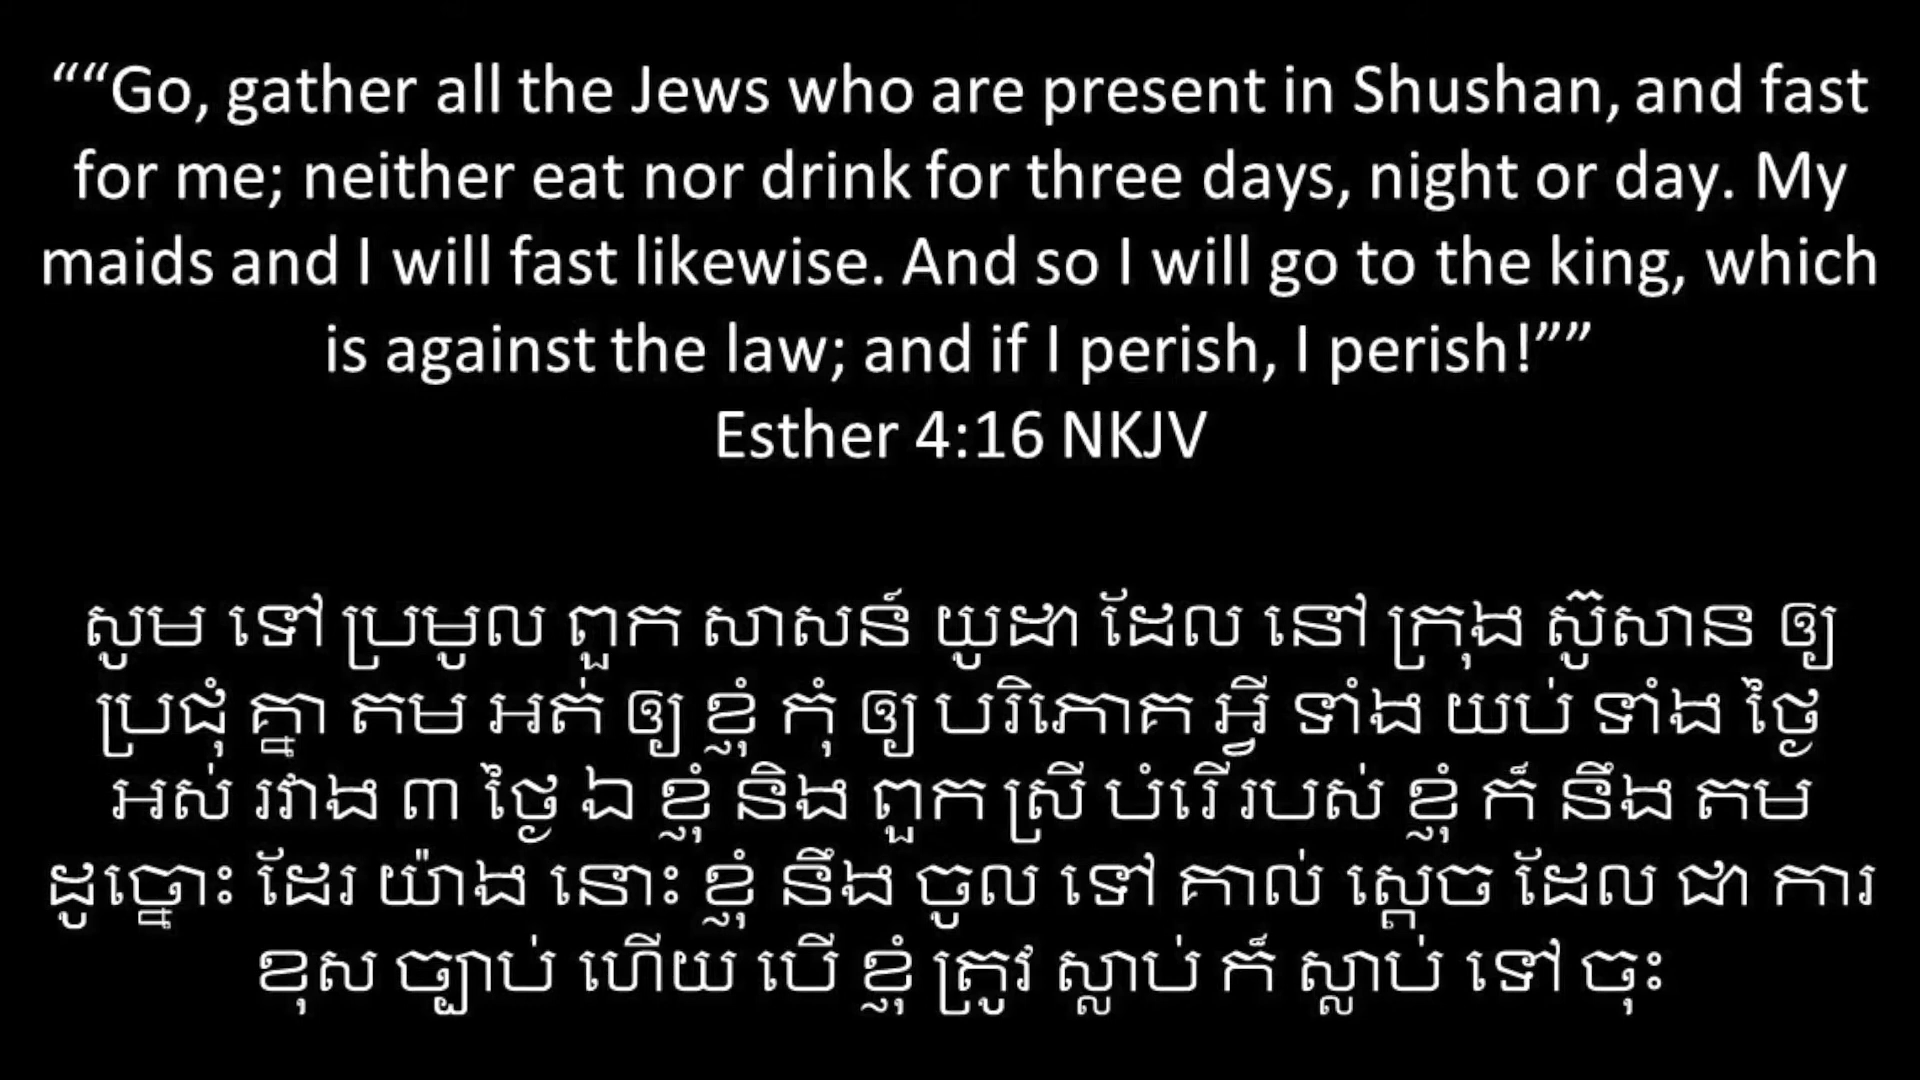 ““Go, gather all the Jews who are present in Shushan, and fast
for me; neither eat nor drink for three days, night or day. My
maids and I will fast likewise. And so I will go to the king, which
is against the law; and if I perish, I perish!””
Esther 4:16 NKJV
សូម ទៅ ប្រមូល ពួក សាសន៍ យូដា ដែល នៅ ក្រុង ស៊ូសាន ឲ្យ
ប្រជុំ គ្នា តម អត់ ឲ្យ ខ្ញុំ កុំ ឲ្យ បរិភោគ អ្វី ទាំង យប់ ទាំង ថ្ងៃ
អស់ រវាង ៣ ថ្ងៃ ឯ ខ្ញុំ និង ពួក ស្រី បំរើ របស់ ខ្ញុំ ក៏ នឹង តម
ដូច្នោះ ដែរ យ៉ាង នោះ ខ្ញុំ នឹង ចូល ទៅ គាល់ ស្តេច ដែល ជា ការ
ខុស ច្បាប់ ហើយ បើ ខ្ញុំ ត្រូវ ស្លាប់ ក៏ ស្លាប់ ទៅ ចុះ